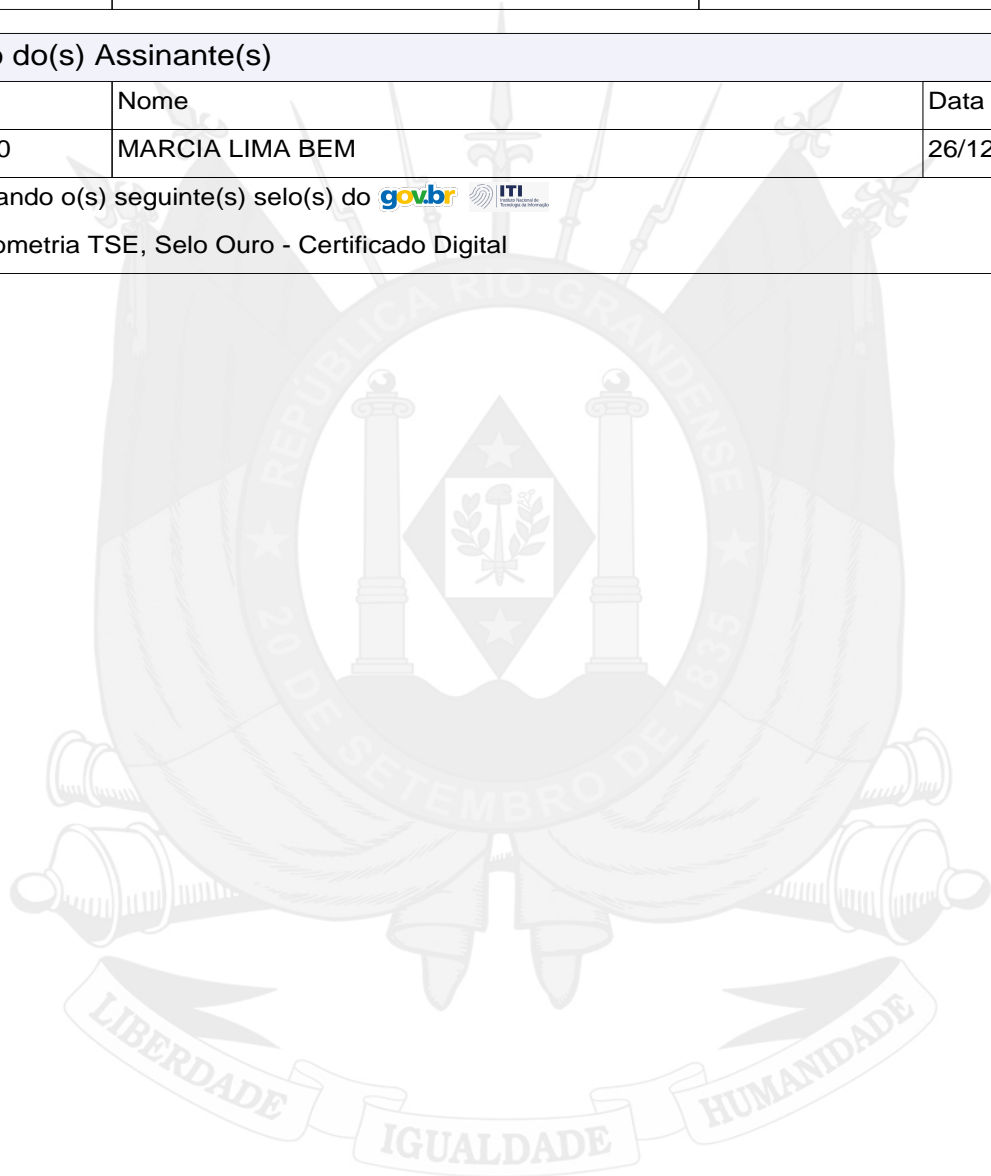 o do(s) Assinante(s)
Nome
Data
0
MARCIA LIMA BEM
26/12
ando o(s) seguinte(s) selo(s) do gov.br ITI
ometria TSE, Selo Ouro - Certificado Digital
REPÚBLICA RIO-GRANDENSE
20 DE SETEMBRO DE 1835
LIBERDADE
IGUALDADE
HUMANIDADE